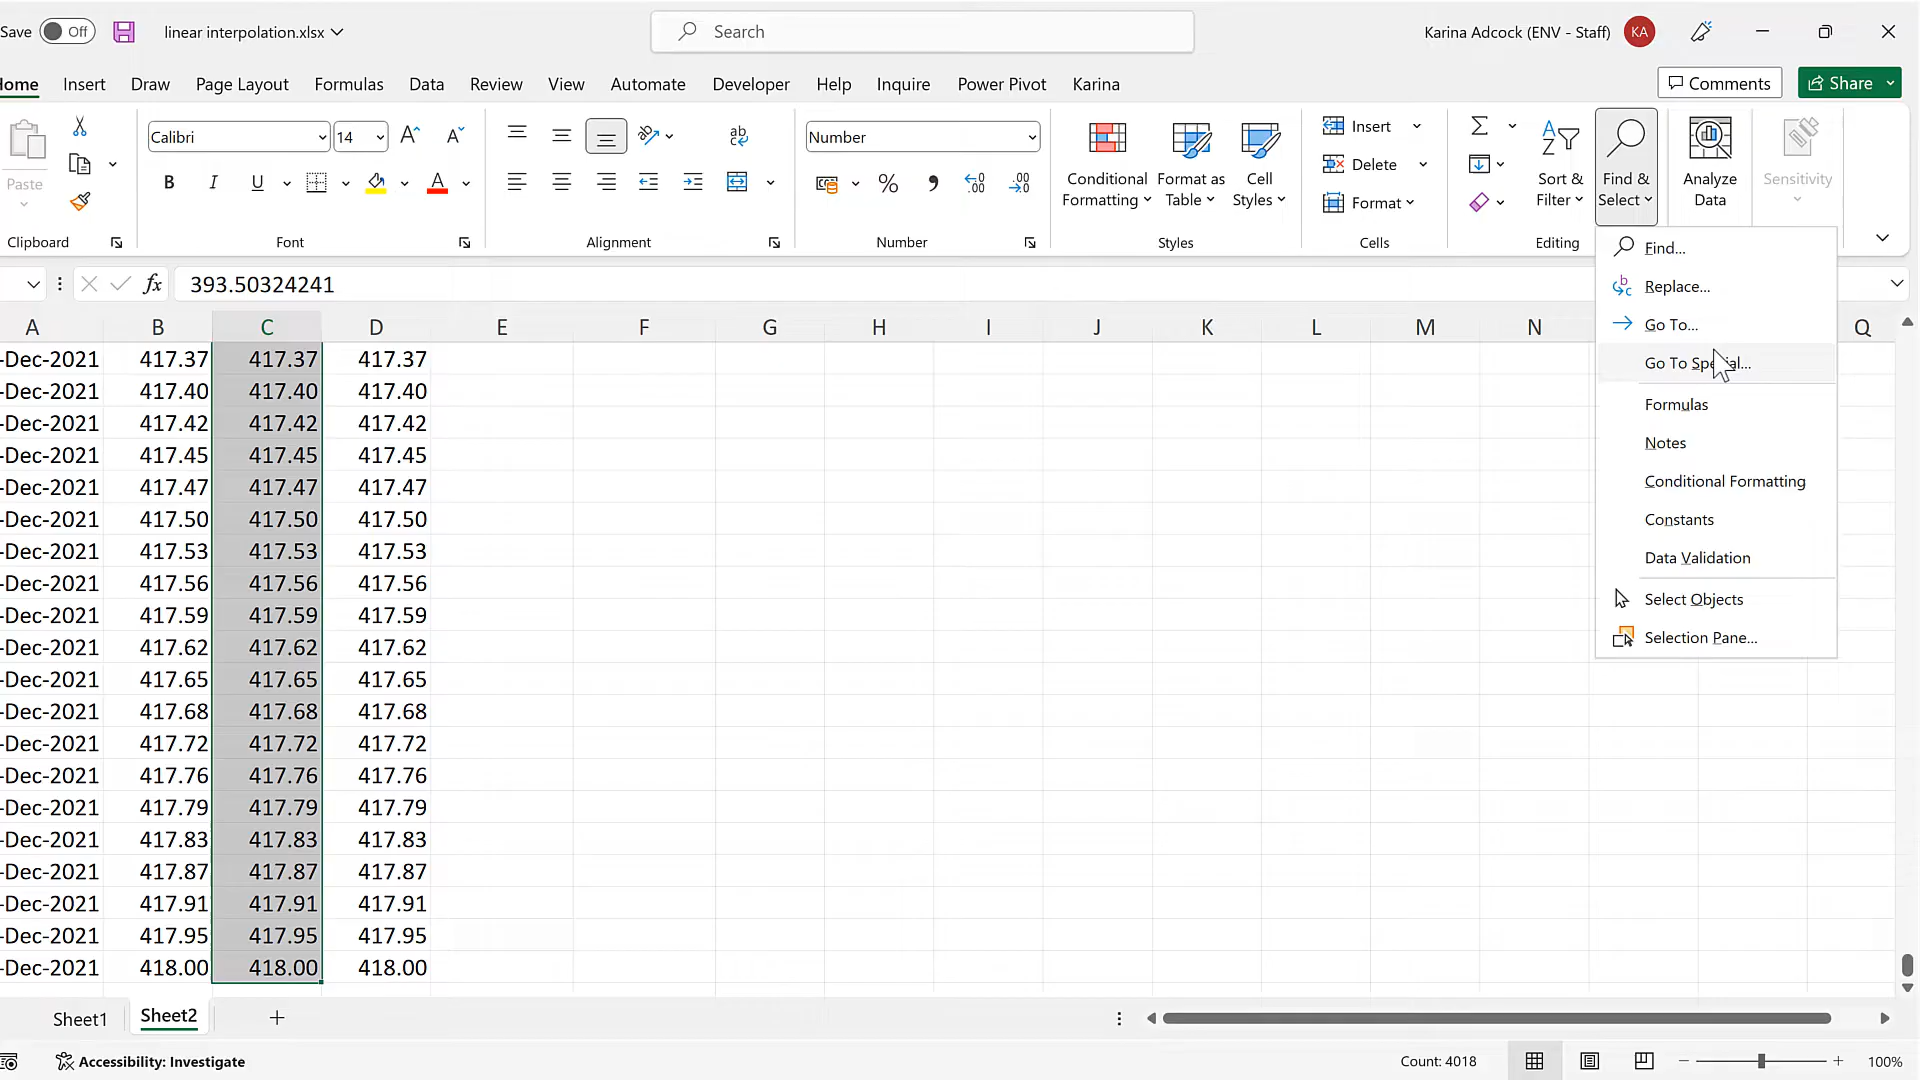 Save Off linear interpolation.xlsx Search Karina Adcock (ENV - Staff) KA
Home Insert Draw Page Layout Formulas Data Review View Automate Developer Help Inquire Power Pivot Karina Comments Share
Paste
Clipboard
Calibri 14 A A
B I U A
Font
ab
Alignment
Number
% , .00 .00
Number
Conditional Formatting
Format as Table
Cell Styles
Styles
Insert
Delete
Format
Cells
Σ
Sort & Filter
Find & Select
Editing
Analyze Data
Sensitivity
Find...
Replace...
Go To...
Go To Special...
Formulas
Notes
Conditional Formatting
Constants
Data Validation
Select Objects
Selection Pane...
fx 393.50324241
A B C D E F G H I J K L M N Q
-Dec-2021 417.37 417.37 417.37
-Dec-2021 417.40 417.40 417.40
-Dec-2021 417.42 417.42 417.42
-Dec-2021 417.45 417.45 417.45
-Dec-2021 417.47 417.47 417.47
-Dec-2021 417.50 417.50 417.50
-Dec-2021 417.53 417.53 417.53
-Dec-2021 417.56 417.56 417.56
-Dec-2021 417.59 417.59 417.59
-Dec-2021 417.62 417.62 417.62
-Dec-2021 417.65 417.65 417.65
-Dec-2021 417.68 417.68 417.68
-Dec-2021 417.72 417.72 417.72
-Dec-2021 417.76 417.76 417.76
-Dec-2021 417.79 417.79 417.79
-Dec-2021 417.83 417.83 417.83
-Dec-2021 417.87 417.87 417.87
-Dec-2021 417.91 417.91 417.91
-Dec-2021 417.95 417.95 417.95
-Dec-2021 418.00 418.00 418.00
Sheet1 Sheet2
Accessibility: Investigate Count: 4018 100%